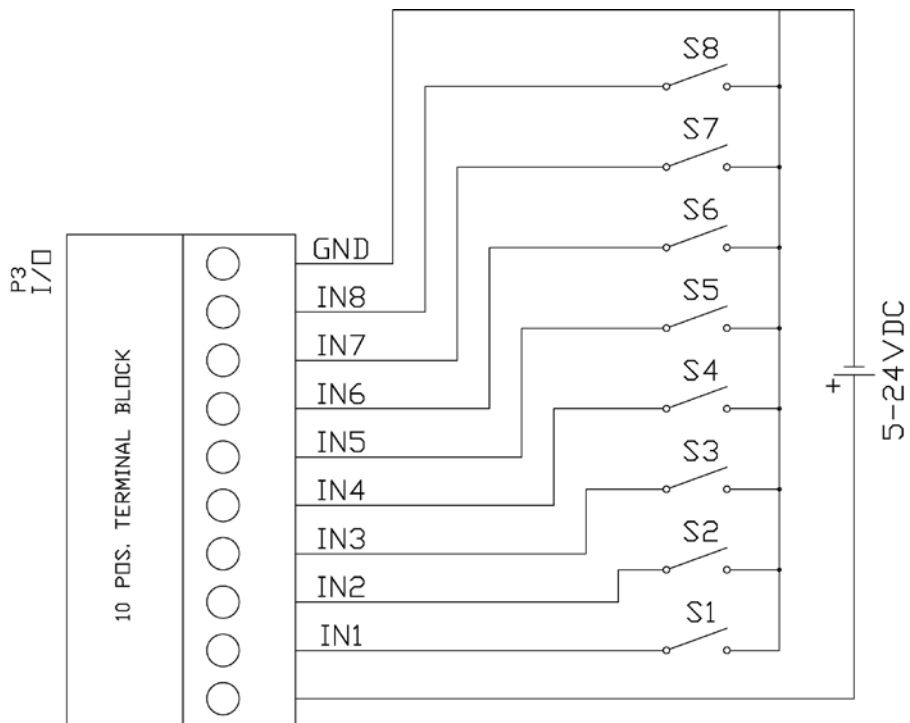 S8
S7
S6
S5
S4
S3
S2
S1
P3
I/O
GND
IN8
IN7
IN6
IN5
IN4
IN3
IN2
IN1
10 POS. TERMINAL BLOCK
+
5-24VDC